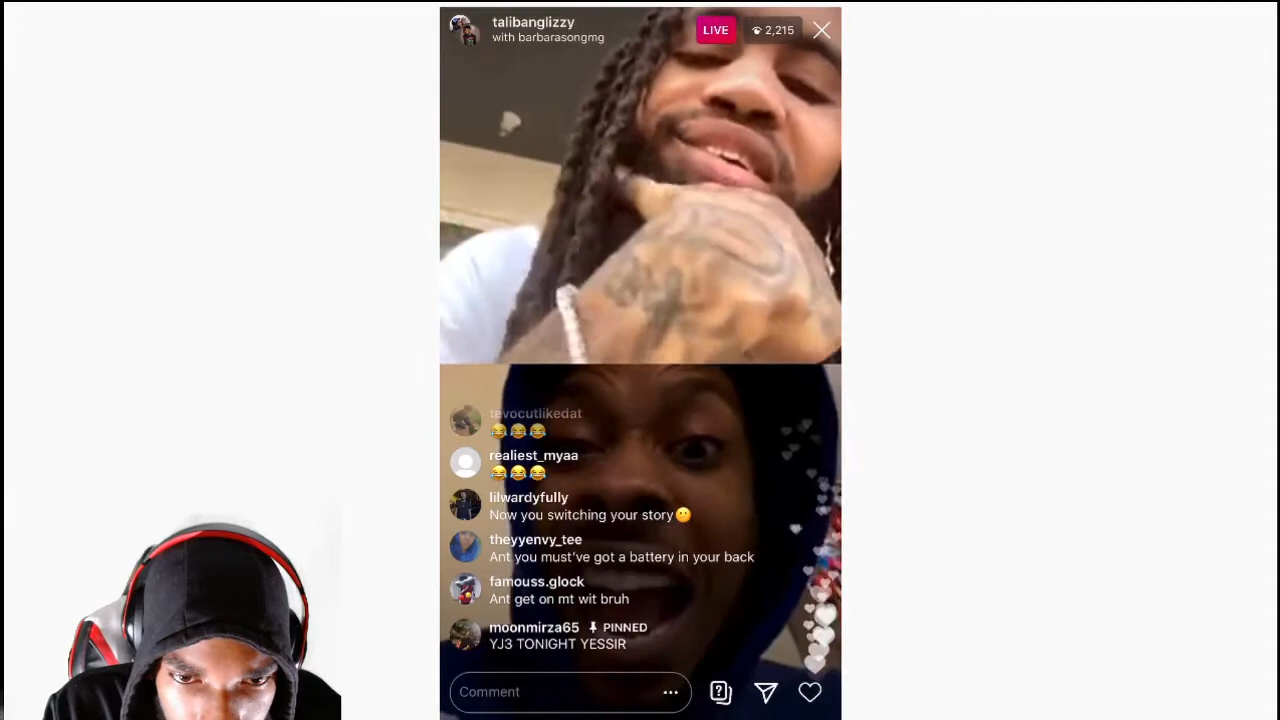 talibanglizzy
with barbarasongmg
LIVE
2,215
tevocutlikedat
😂😂😂
realiest_myaa
😂😂😂
lilwardyfully
Now you switching your story😶
theyyenvy_tee
Ant you must've got a battery in your back
famouss.glock
Ant get on mt wit bruh
moonmirza65 📌 PINNED
YJ3 TONIGHT YESSIR
Comment